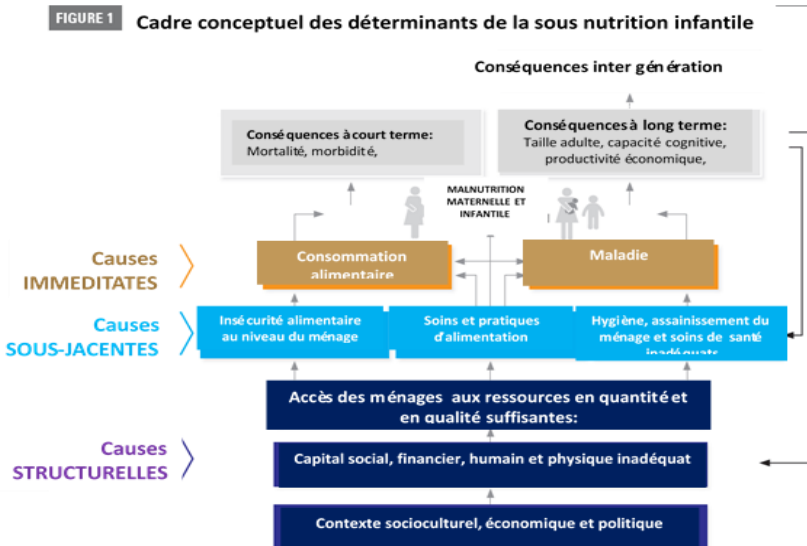 FIGURE 1 Cadre conceptuel des déterminants de la sous nutrition infantile
Conséquences inter génération
Conséquences à court terme:
Mortalité, morbidité,
Conséquences à long terme:
Taille adulte, capacité cognitive,
productivité économique,
MALNUTRITION
MATERNELLE ET
INFANTILE
Causes
IMMEDITATES
Consommation
alimentaire
Maladie
Causes
SOUS-JACENTES
Insécurité alimentaire
au niveau du ménage
Soins et pratiques
d'alimentation
Hygiène, assainissement du
ménage et soins de santé
inadéquats
Accès des ménages aux ressources en quantité et
en qualité suffisantes:
Causes
STRUCTURELLES
Capital social, financier, humain et physique inadéquat
Contexte socioculturel, économique et politique